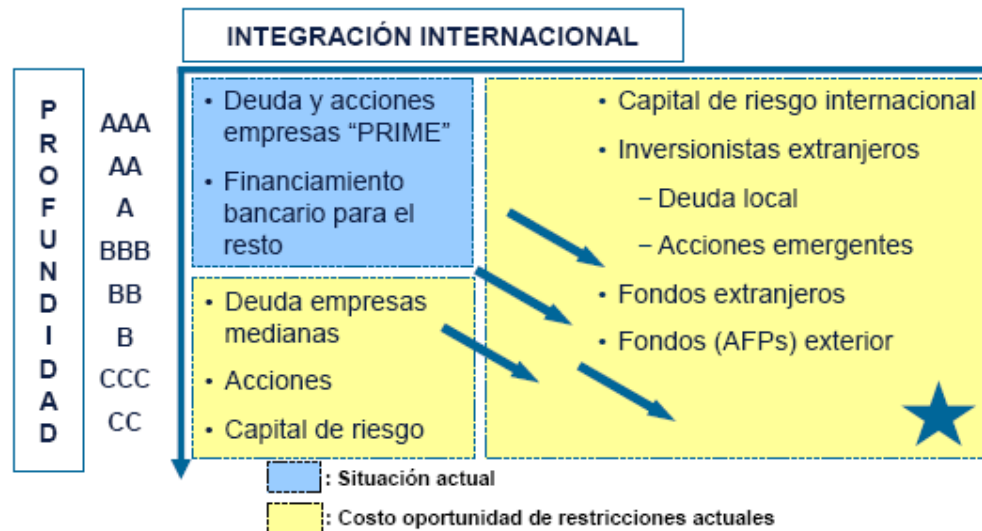 INTEGRACIÓN INTERNACIONAL
PROFUNDIDAD
AAA
AA
A
BBB
BB
B
CCC
CC
• Deuda y acciones
empresas “PRIME”
• Financiamiento
bancario para el
resto
• Deuda empresas
medianas
• Acciones
• Capital de riesgo
• Capital de riesgo internacional
• Inversionistas extranjeros
– Deuda local
– Acciones emergentes
• Fondos extranjeros
• Fondos (AFPs) exterior
: Situación actual
: Costo oportunidad de restricciones actuales